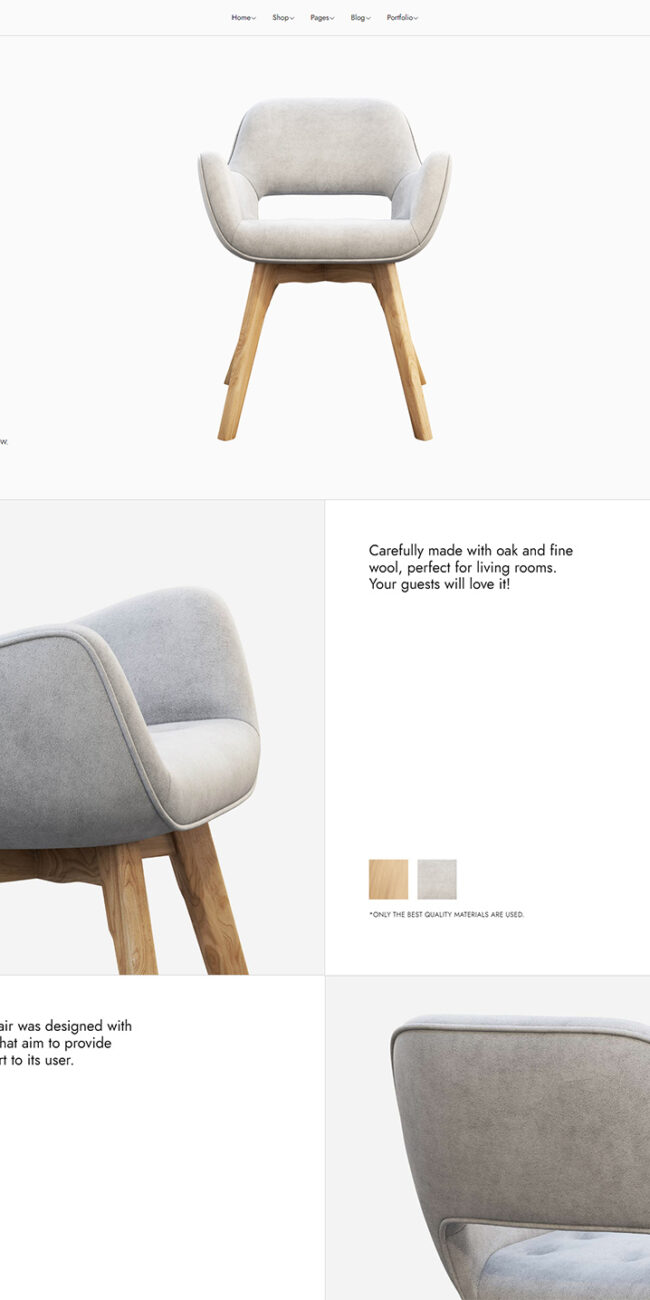 Home Shop Pages Blog Portfolio
w.
Carefully made with oak and fine
wool, perfect for living rooms.
Your guests will love it!
*ONLY THE BEST QUALITY MATERIALS ARE USED.
air was designed with
hat aim to provide
rt to its user.